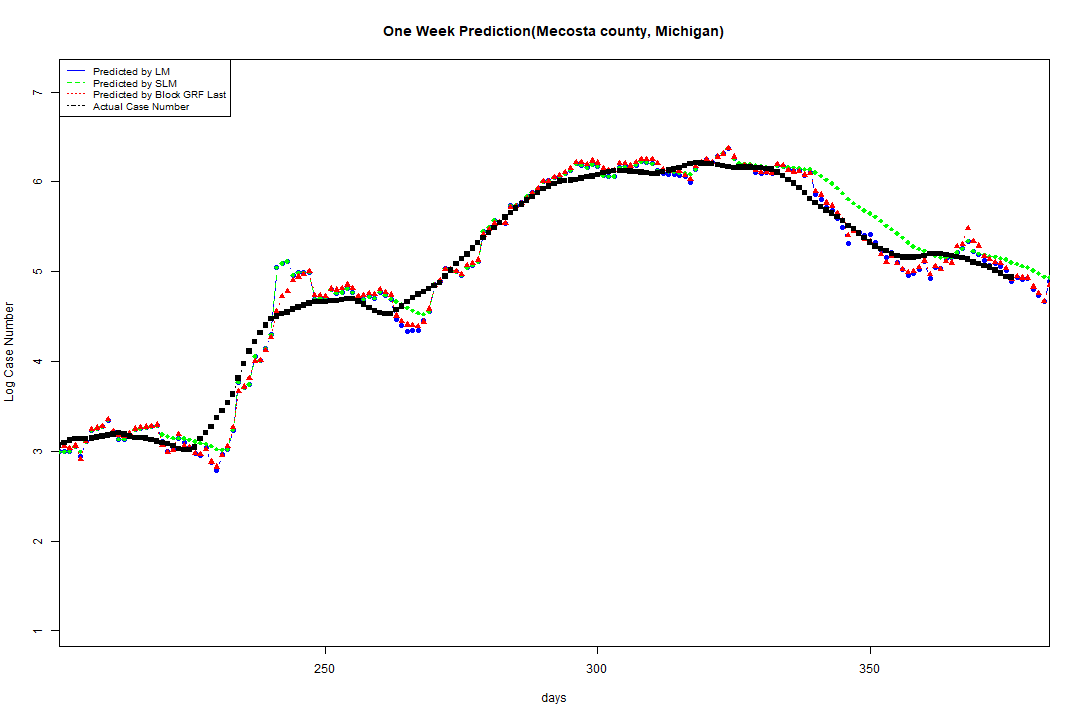 One Week Prediction(Mecosta county, Michigan)
Predicted by LM
Predicted by SLM
Predicted by Block GRF Last
Actual Case Number
7
6
5
4
3
2
1
Log Case Number
250
300
350
days